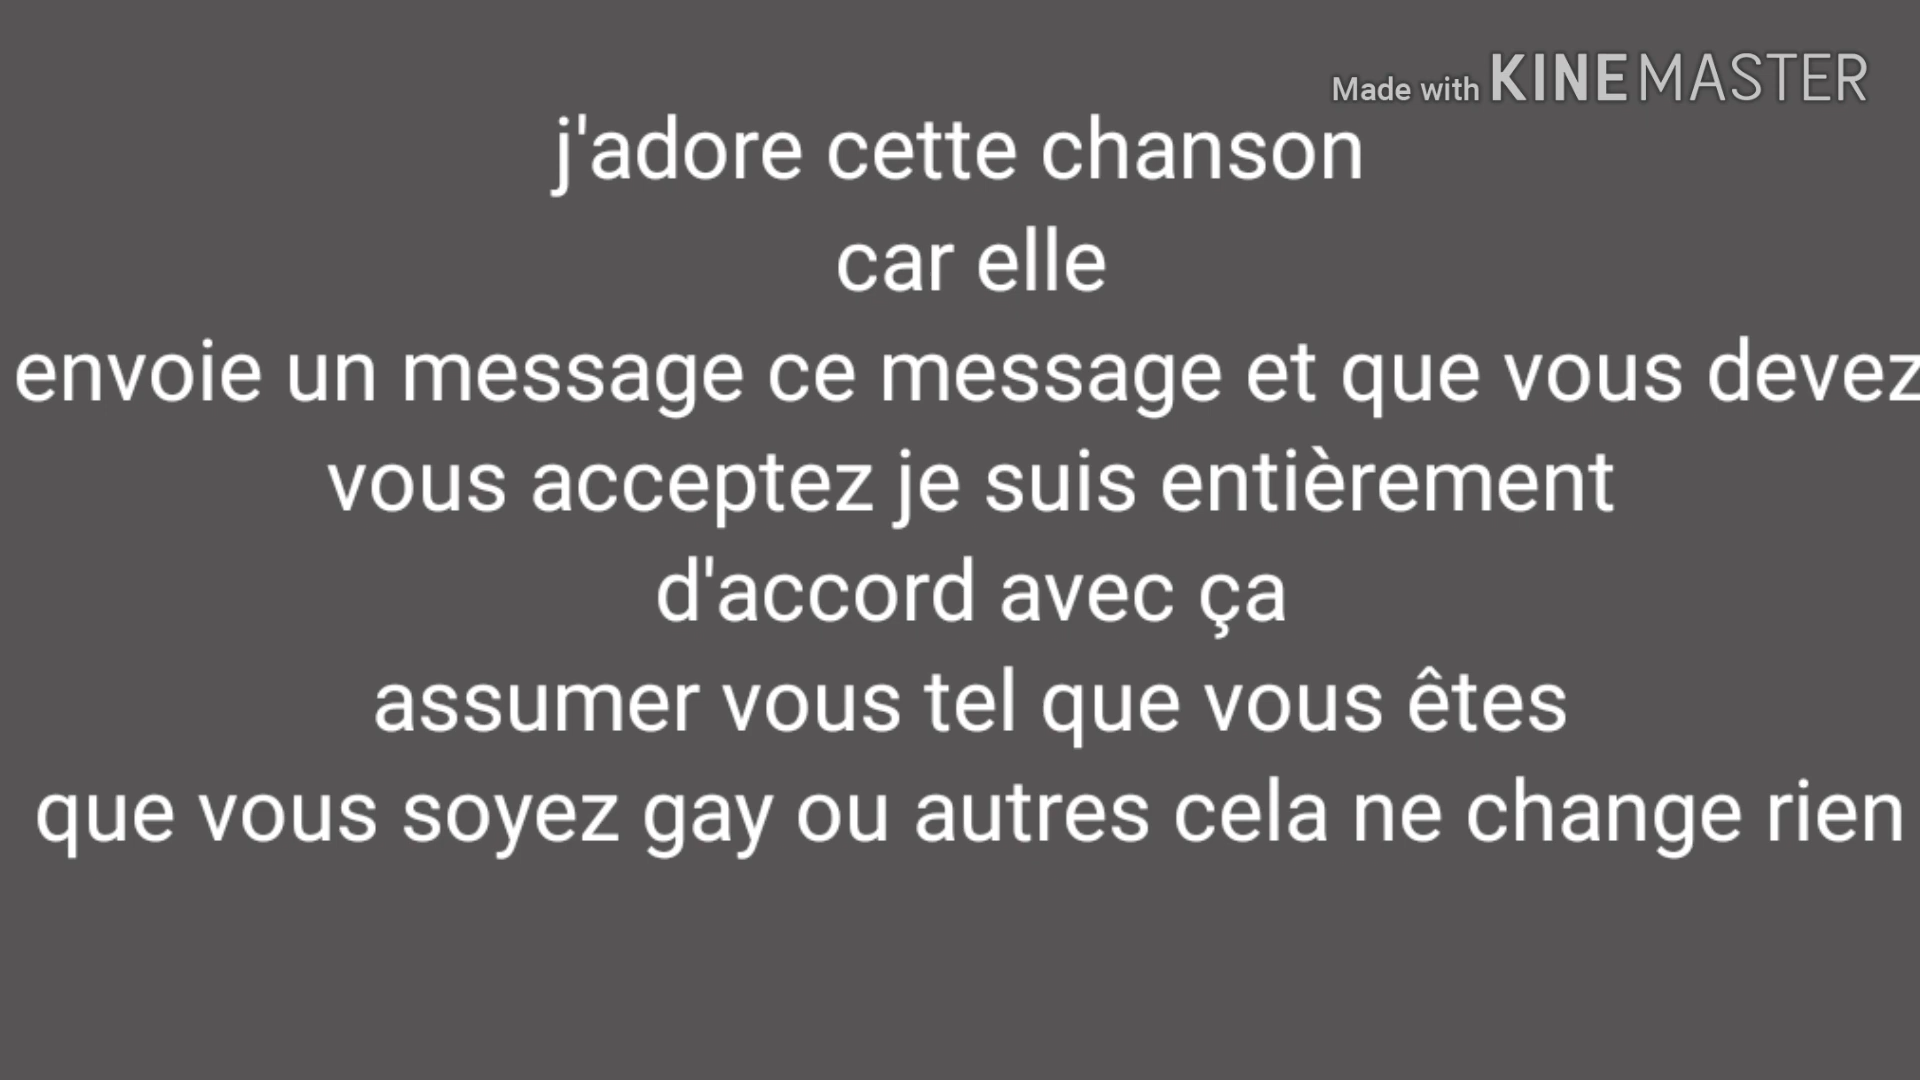 Made with KINEMASTER
j'adore cette chanson
car elle
envoie un message ce message et que vous devez
vous acceptez je suis entièrement
d'accord avec ça
assumer vous tel que vous êtes
que vous soyez gay ou autres cela ne change rien